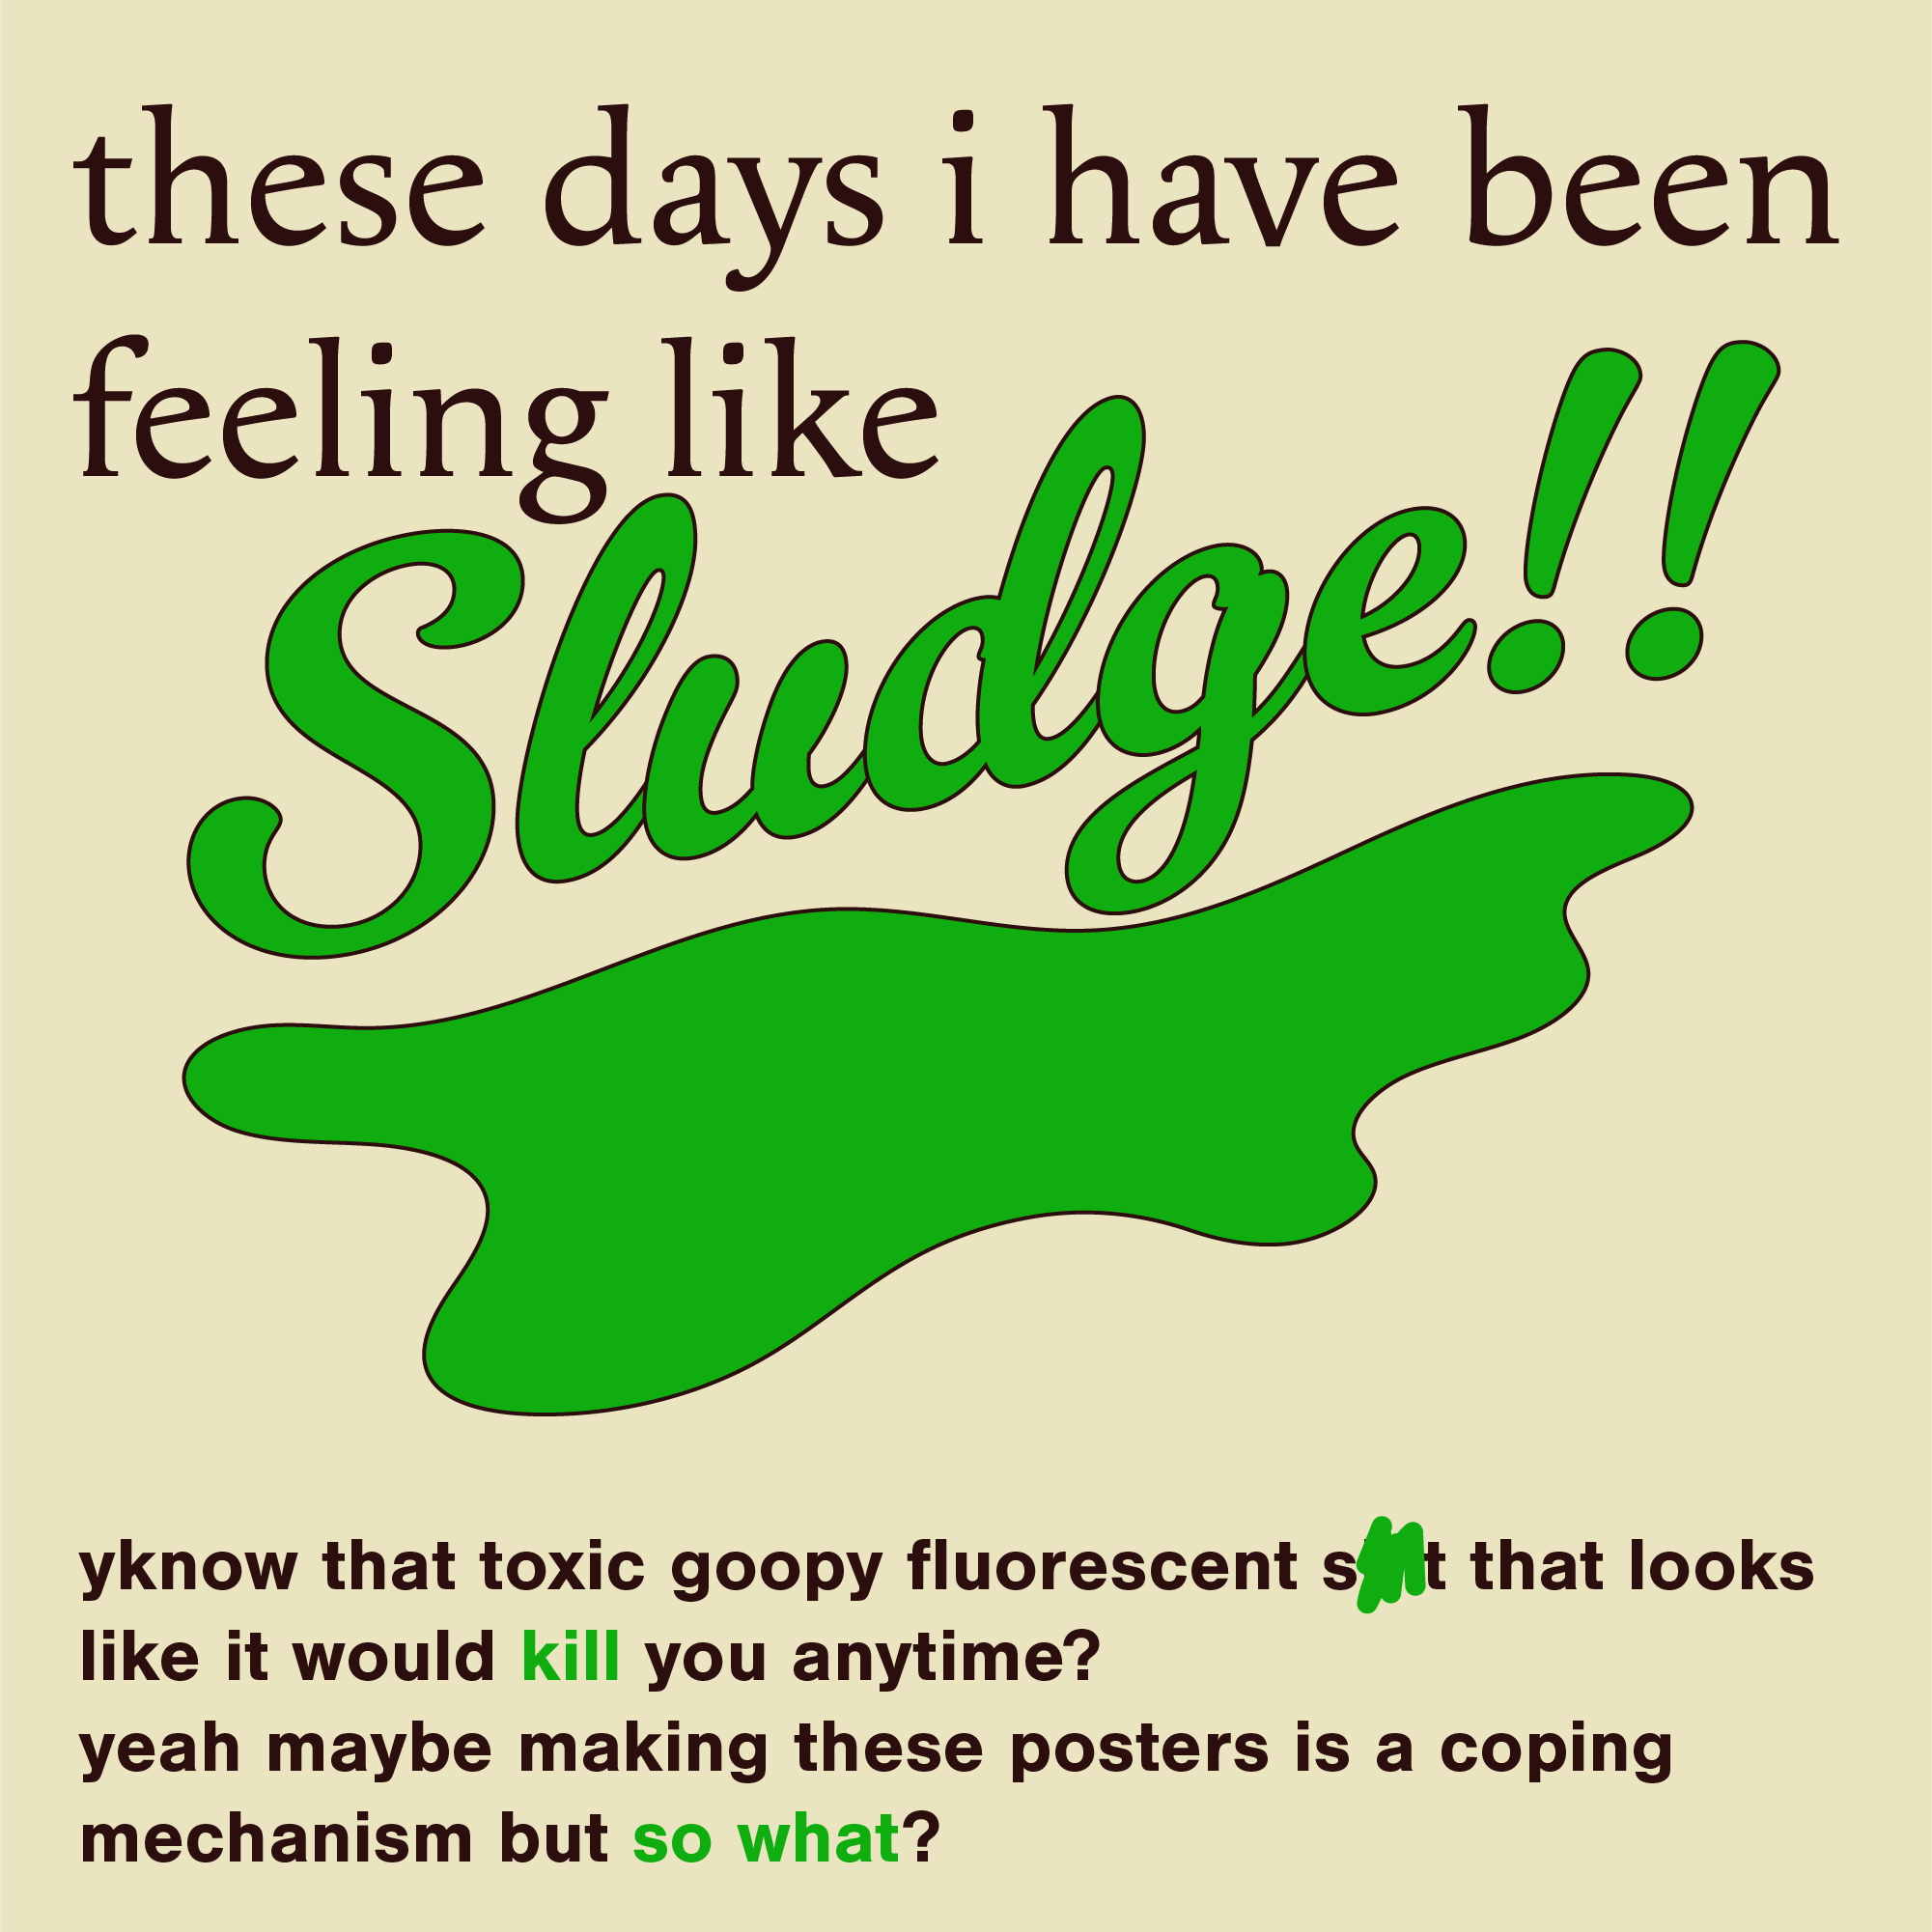 these days i have been
feeling like
Sludge!!
yknow that toxic goopy fluorescent that looks
like it would kill you anytime?
yeah maybe making these posters is a coping
mechanism but so what?